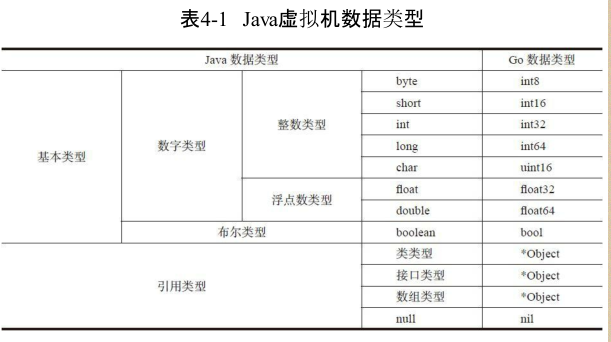 表4-1 Java虚拟机数据类型
Java 数据类型 Go 数据类型
基本类型 数字类型 整数类型 byte int8
short int16
int int32
long int64
char uint16
浮点数类型 float float32
double float64
布尔类型 boolean bool
引用类型 类类型 *Object
接口类型 *Object
数组类型 *Object
null nil